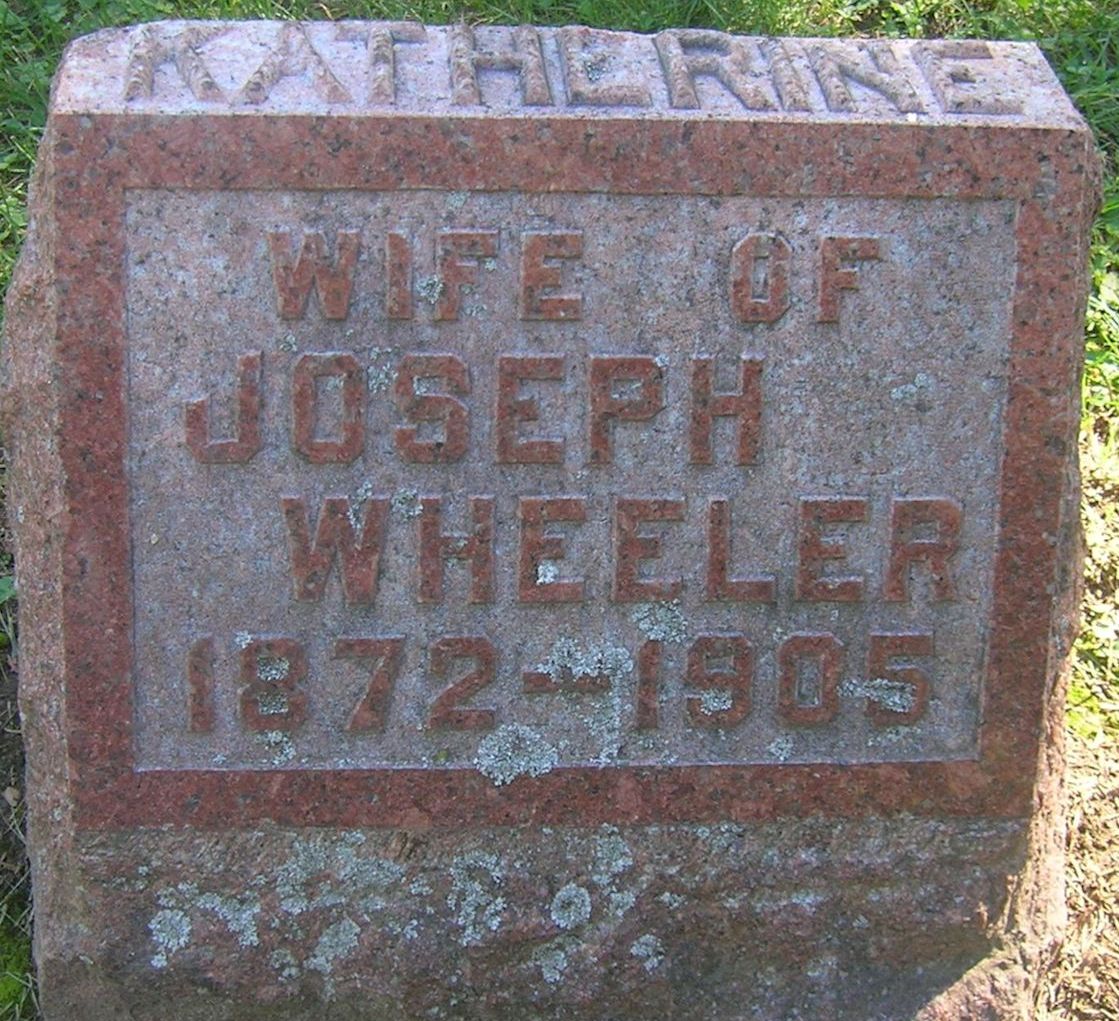 KATHERINE
WIFE OF
JOSEPH
WHEELER
1872-1905